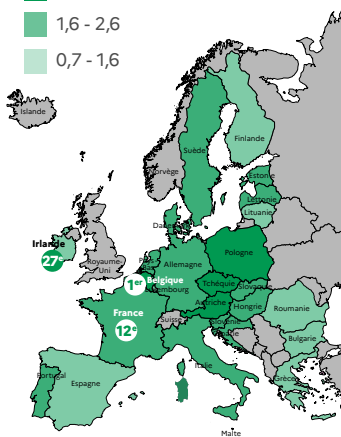 1,6 - 2,6
0,7 - 1,6
Islande
Finlande
Suède
Norvège
Estonie
Lettonie
Lituanie
Irlande
27e
Royaume-
Uni
Allemagne
Pologne
1er
Belgique
Tchéquie
Slovaquie
Autriche
Hongrie
France
12e
Suisse
Slovénie
Roumanie
Bulgarie
Italie
Portugal
Espagne
Grèce
Malte